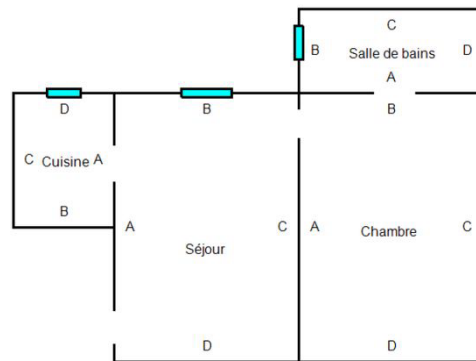 C
B Salle de bains D
A
D B B
C Cuisine A
B
A C A C
Séjour Chambre
D D